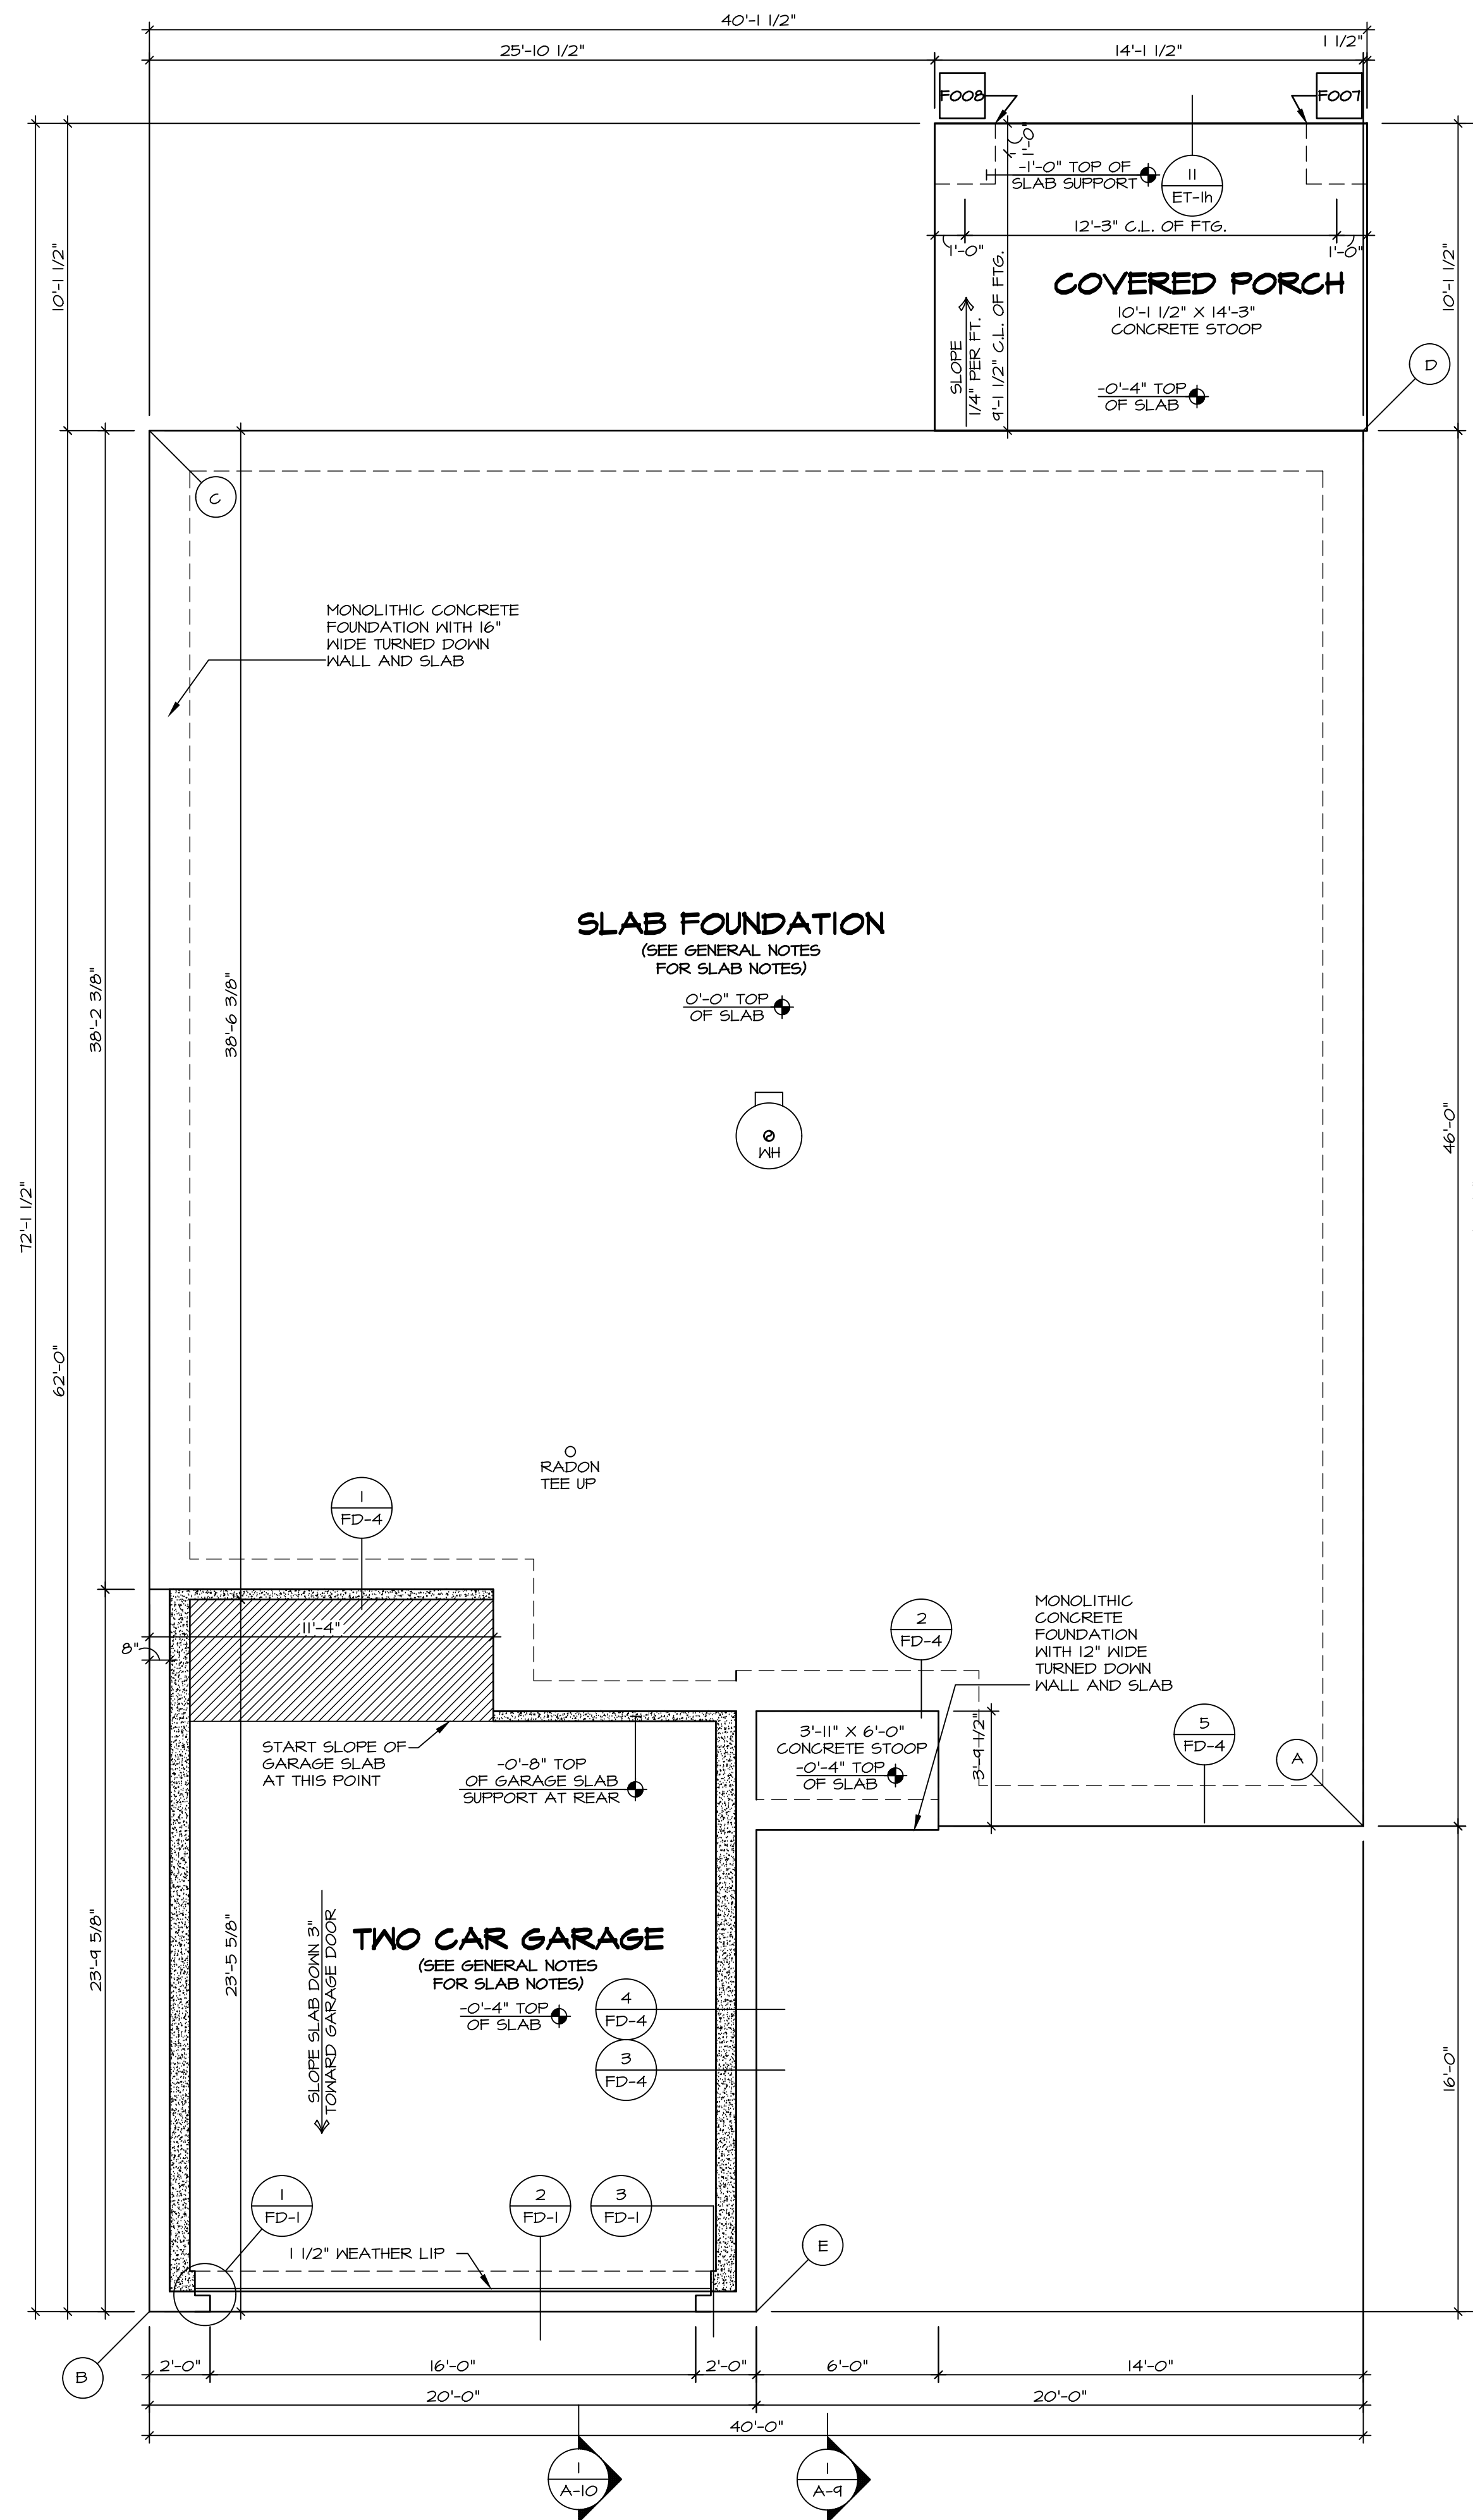 40'-1 1/2"
25'-10 1/2"
14'-1 1/2"
1 1/2"
F008
F007
1'-0"
-1'-0" TOP OF
SLAB SUPPORT
11
ET-1h
12'-3" C.L. OF FTG.
1'-0"
1'-0"
10'-1 1/2"
10'-1 1/2"
COVERED PORCH
10'-1 1/2" X 14'-3"
CONCRETE STOOP
SLOPE
1/4" PER FT.
9'-1 1/2" C.L. OF FTG.
-0'-4" TOP
OF SLAB
D
C
MONOLITHIC CONCRETE
FOUNDATION WITH 16"
WIDE TURNED DOWN
WALL AND SLAB
SLAB FOUNDATION
(SEE GENERAL NOTES
FOR SLAB NOTES)
0'-0" TOP
OF SLAB
38'-2 3/8"
38'-6 3/8"
WH
46'-0"
72'-1 1/2"
62'-0"
RADON
TEE UP
1
FD-4
11'-4"
8"
2
FD-4
MONOLITHIC
CONCRETE
FOUNDATION
WITH 12" WIDE
TURNED DOWN
WALL AND SLAB
3'-11" X 6'-0"
CONCRETE STOOP
-0'-4" TOP
OF SLAB
3'-9 1/2"
5
FD-4
A
START SLOPE OF
GARAGE SLAB
AT THIS POINT
-0'-8" TOP
OF GARAGE SLAB
SUPPORT AT REAR
23'-9 5/8"
23'-5 5/8"
SLOPE SLAB DOWN 3"
TOWARD GARAGE DOOR
TWO CAR GARAGE
(SEE GENERAL NOTES
FOR SLAB NOTES)
-0'-4" TOP
OF SLAB
4
FD-4
3
FD-4
16'-0"
1
FD-1
2
FD-1
3
FD-1
1 1/2" WEATHER LIP
E
B
2'-0"
16'-0"
2'-0"
6'-0"
14'-0"
20'-0"
20'-0"
40'-0"
1
A-10
1
A-9